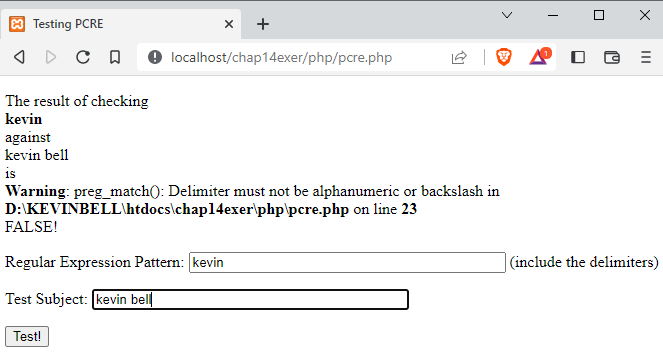 Testing PCRE
localhost/chap14exer/php/pcre.php
1
The result of checking
kevin
against
kevin bell
is
Warning: preg_match(): Delimiter must not be alphanumeric or backslash in
D:\KEVINBELL\htdocs\chap14exer\php\pcre.php on line 23
FALSE!
Regular Expression Pattern: kevin (include the delimiters)
Test Subject: kevin bell
Test!